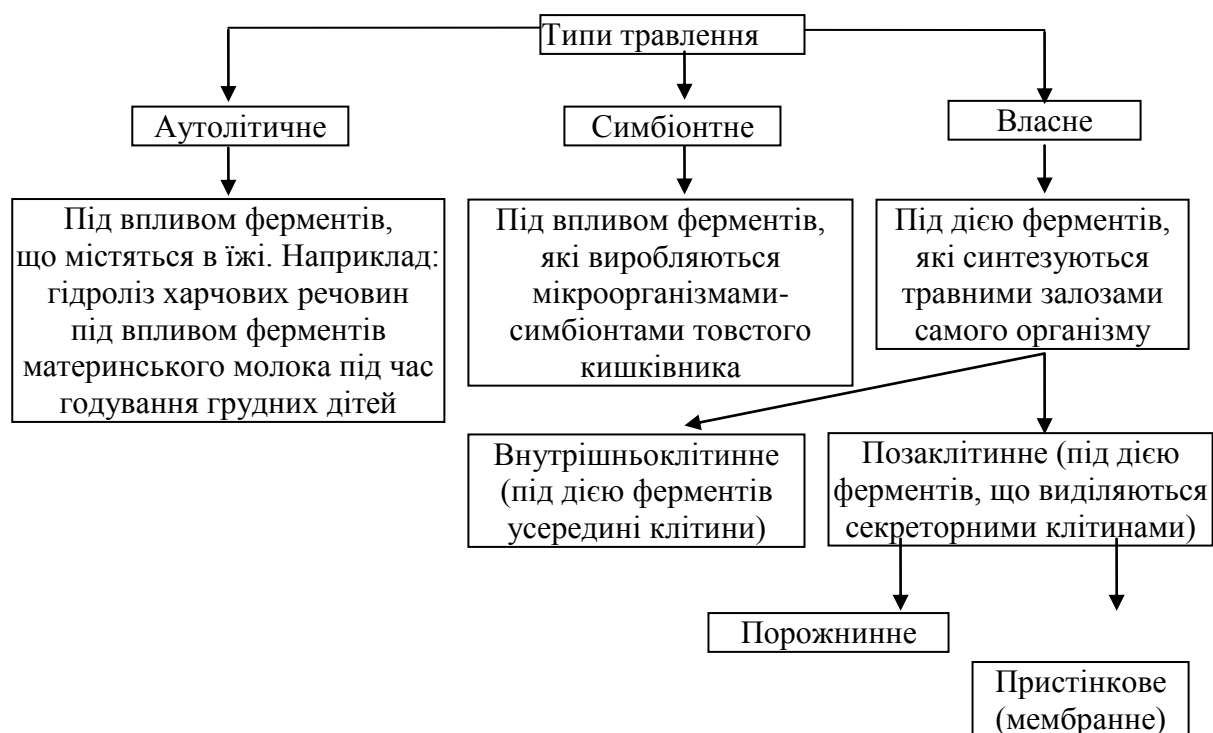 Типи травлення
Аутолітичне
Симбіонтне
Власне
Під впливом ферментів,
що містяться в їжі. Наприклад:
гідроліз харчових речовин
під впливом ферментів
материнського молока під час
годування грудних дітей
Під впливом ферментів,
які виробляються
мікроорганізмами-
симбіонтами товстого
кишківника
Під дією ферментів,
які синтезуються
травними залозами
самого організму
Внутрішньоклітинне
(під дією ферментів
усередині клітини)
Позаклітинне (під дією
ферментів, що виділяються
секреторними клітинами)
Порожнинне
Пристінкове
(мембранне)